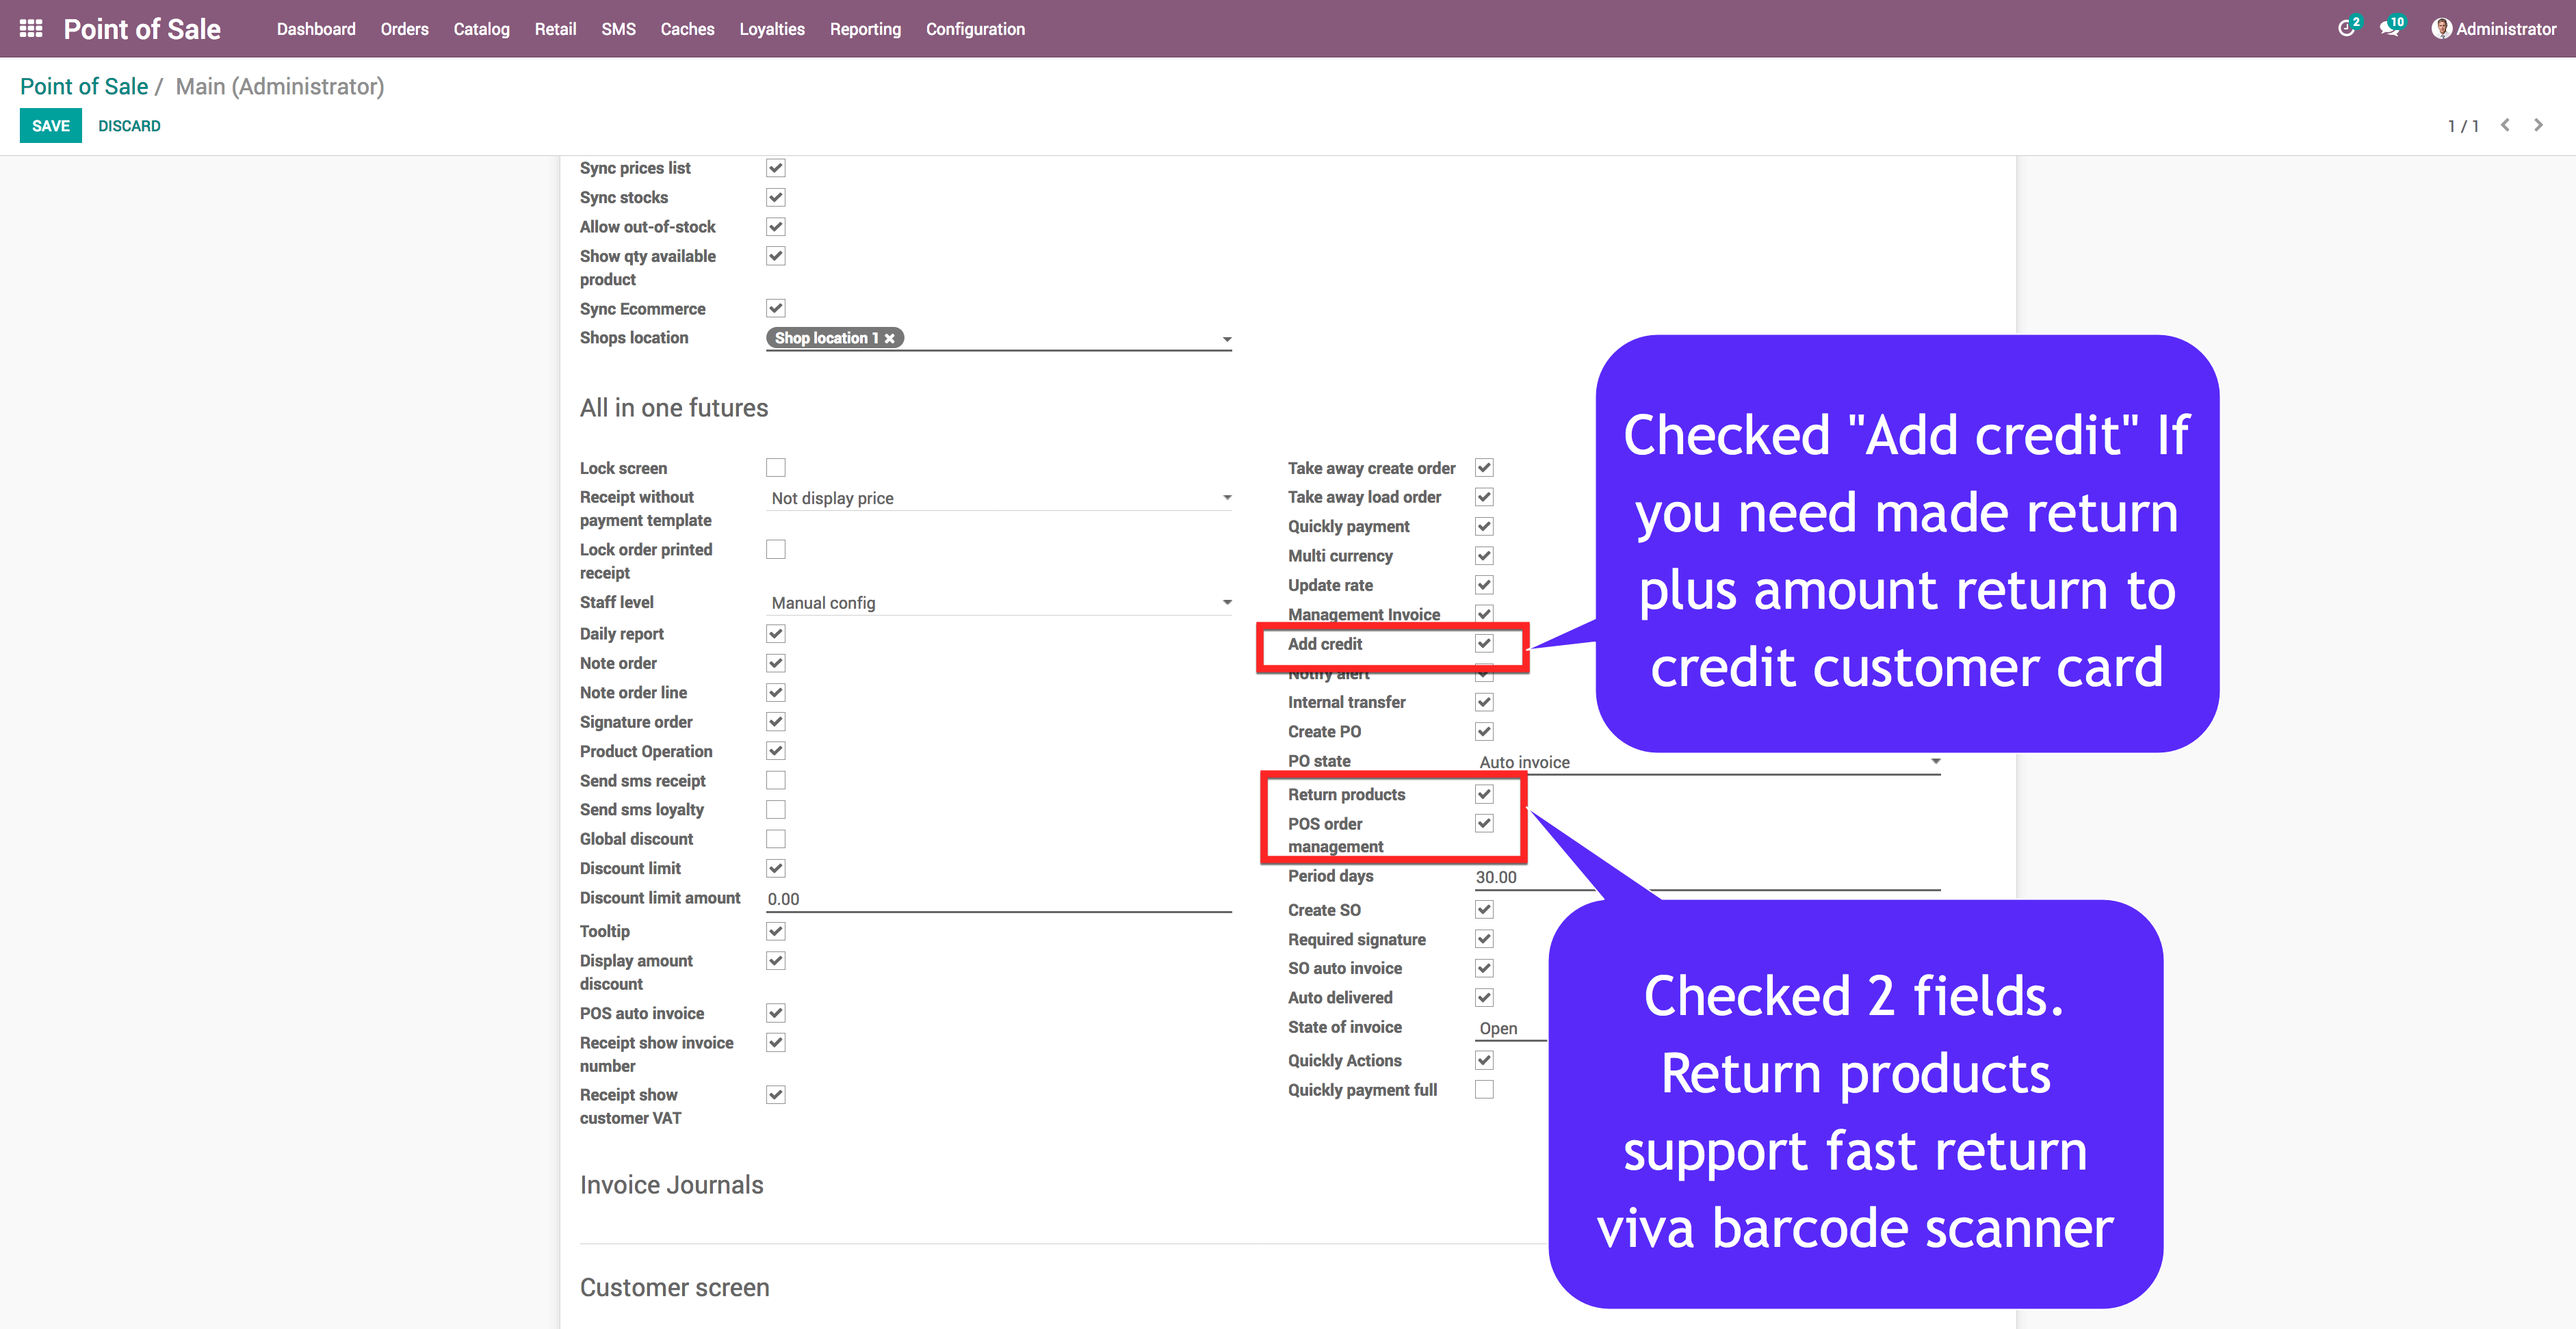 Point of Sale Dashboard Orders Catalog Retail SMS Caches Loyalties Reporting Configuration 2 10 Administrator
Point of Sale / Main (Administrator)
SAVE DISCARD 1 / 1
Sync prices list
Sync stocks
Allow out-of-stock
Show qty available
product
Sync Ecommerce
Shops location Shop location 1 ×
All in one futures
Lock screen
Receipt without
payment template Not display price
Lock order printed
receipt
Staff level Manual config
Daily report
Note order
Note order line
Signature order
Product Operation
Send sms receipt
Send sms loyalty
Global discount
Discount limit
Discount limit amount 0.00
Tooltip
Display amount
discount
POS auto invoice
Receipt show invoice
number
Receipt show
customer VAT
Take away create order
Take away load order
Quickly payment
Multi currency
Update rate
Management Invoice
Add credit
Notify alert
Internal transfer
Create PO
PO state Auto invoice
Return products
POS order
management
Period days 30.00
Create SO
Required signature
SO auto invoice
Auto delivered
State of invoice Open
Quickly Actions
Quickly payment full
Checked "Add credit" If
you need made return
plus amount return to
credit customer card
Checked 2 fields.
Return products
support fast return
viva barcode scanner
Invoice Journals
Customer screen